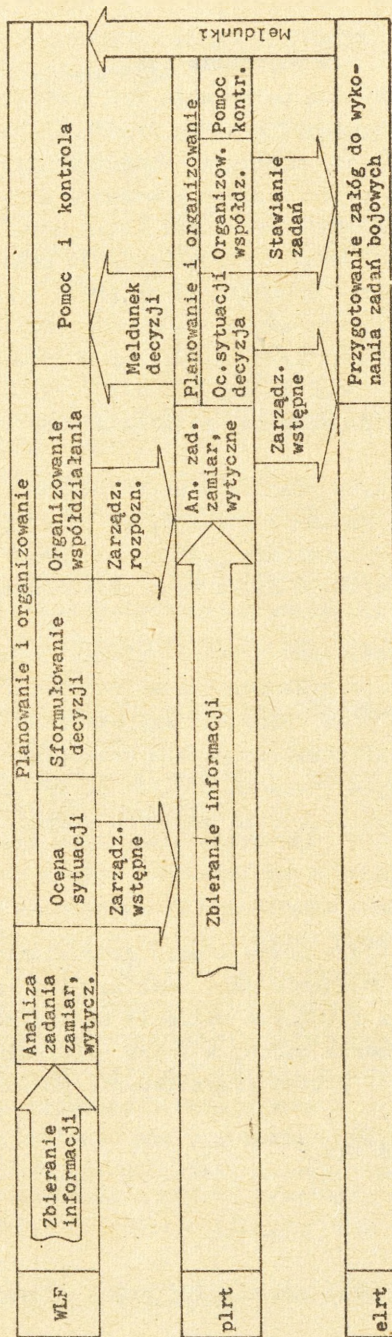 WLF
Zbieranie
informacji
Analiza
zadania
zamiar,
wytycz.
Planowanie i organizowanie
Ocena
sytuacji
Sformułowanie
decyzji
Organizowanie
współdziałania
Pomoc i kontrola
Zarządz.
wstępne
Zarządz.
rozpozn.
Meldunek
decyzji
Meldunki
plrt
Zbieranie informacji
An. zad.
zamiar,
wytyczne
Planowanie i organizowanie
Oc.sytuacji
decyzja
Organizow.
współdz.
Pomoc
kontr.
Zarządz.
wstępne
Stawianie
zadań
elrt
Przygotowanie załóg do wyko-
nania zadań bojowych